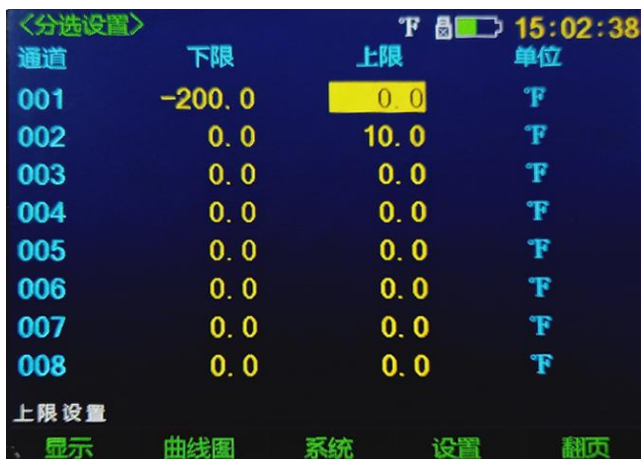 <分选设置> ℉ 15:02:38
通道 下限 上限 单位
001 -200.0 0.0 ℉
002 0.0 10.0 ℉
003 0.0 0.0 ℉
004 0.0 0.0 ℉
005 0.0 0.0 ℉
006 0.0 0.0 ℉
007 0.0 0.0 ℉
008 0.0 0.0 ℉
上限设置
显示 曲线图 系统 设置 翻页